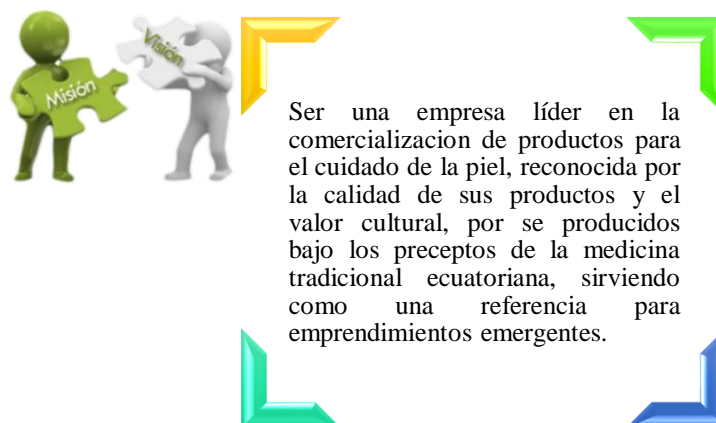 Misión
Visión
Ser una empresa líder en la
comercializacion de productos para
el cuidado de la piel, reconocida por
la calidad de sus productos y el
valor cultural, por se producidos
bajo los preceptos de la medicina
tradicional ecuatoriana, sirviendo
como una referencia para
emprendimientos emergentes.